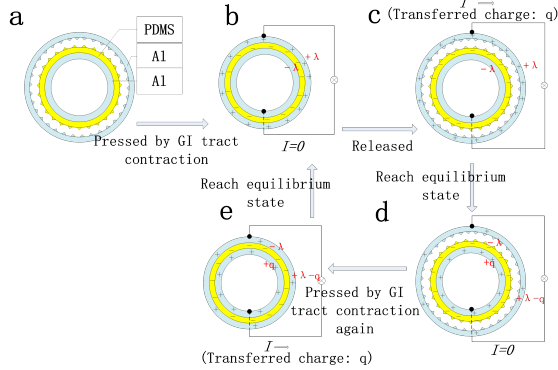 a
PDMS
Al
Al
Pressed by GI tract
contraction
b
+λ
−λ
I=0
Released
c
I
(Transferred charge: q)
+λ
−λ
Reach equilibrium
state
d
−λ
+q
+λ−q
I=0
Pressed by GI
tract contraction
again
e
−λ
+q
+λ−q
I
(Transferred charge: q)
Reach equilibrium
state